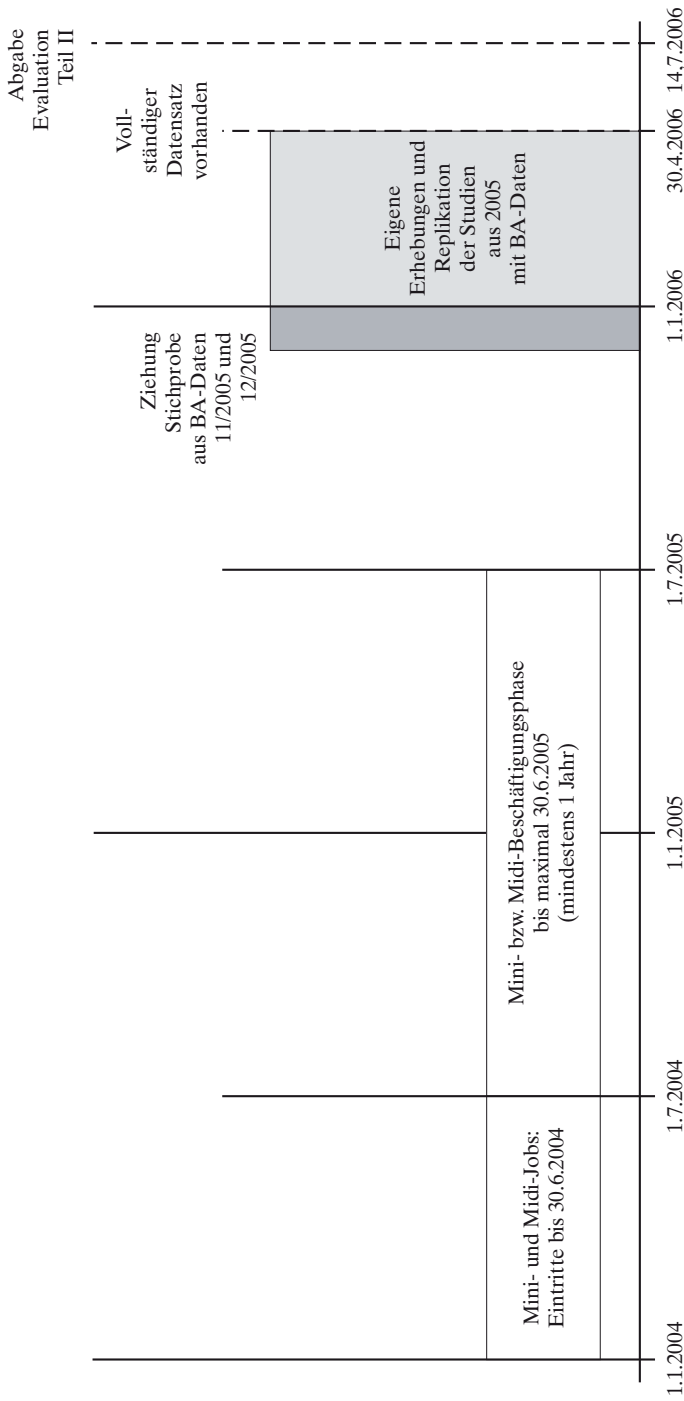 Abgabe
Evaluation
Teil II
Voll-
ständiger
Datensatz
vorhanden
Ziehung
Stichprobe
aus BA-Daten
11/2005 und
12/2005
Eigene
Erhebungen und
Replikation
der Studien
aus 2005
mit BA-Daten
Mini- und Midi-Jobs:
Eintritte bis 30.6.2004
Mini- bzw. Midi-Beschäftigungsphase
bis maximal 30.6.2005
(mindestens 1 Jahr)
1.1.2004
1.7.2004
1.1.2005
1.7.2005
1.1.2006
30.4.2006
14.7.2006